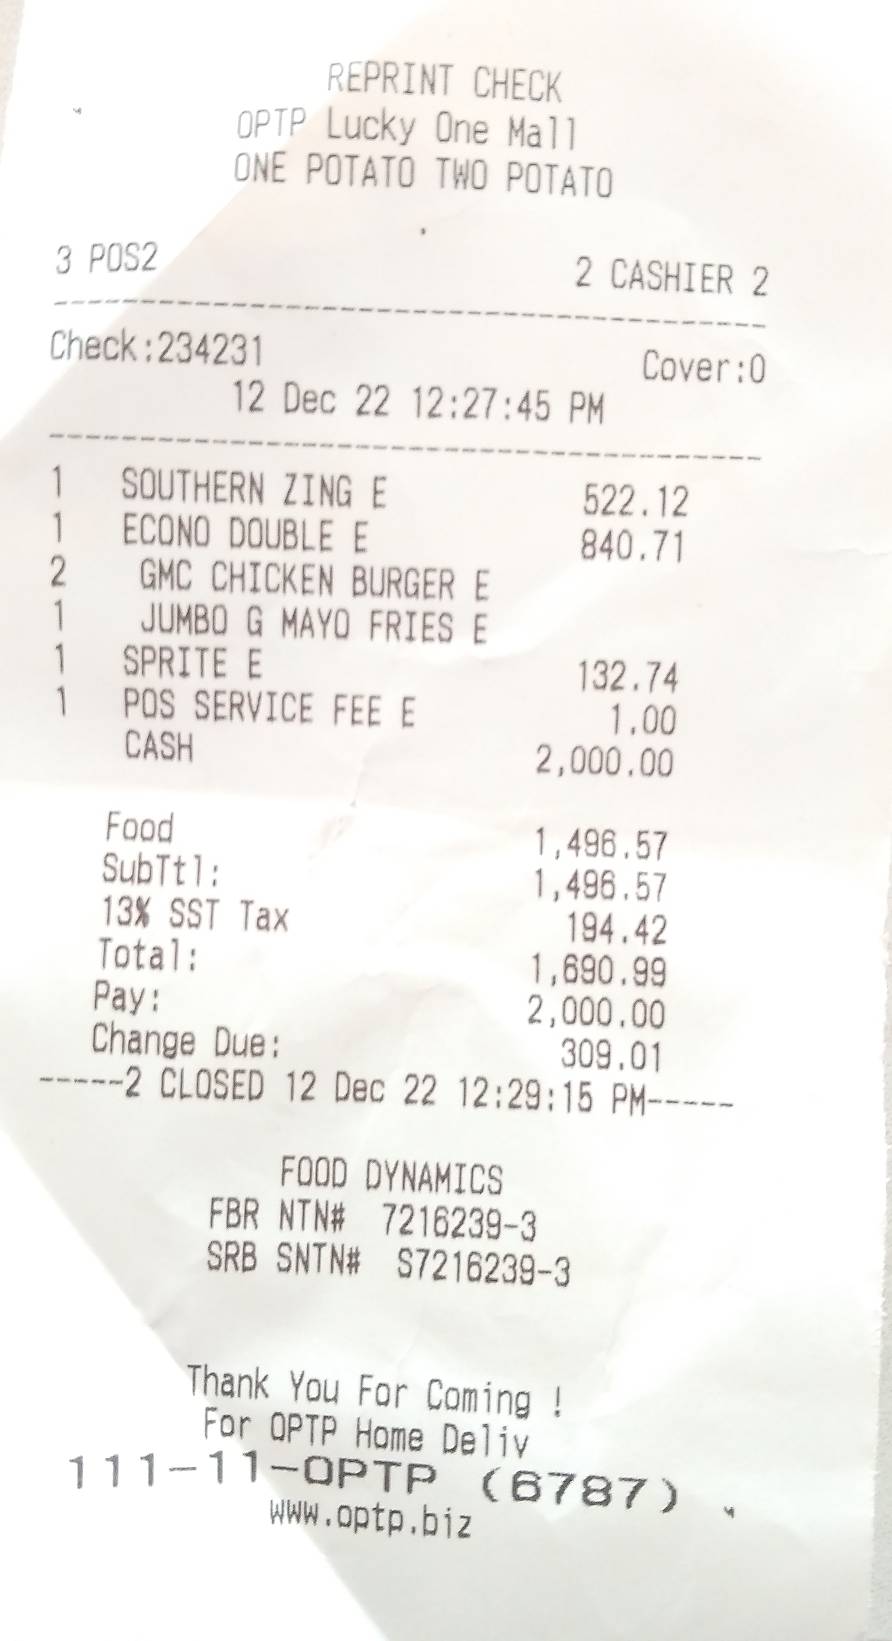 REPRINT CHECK
OPTP Lucky One Mall
ONE POTATO TWO POTATO
3 POS2 2 CASHIER 2
Check:234231 Cover:0
12 Dec 22 12:27:45 PM
1 SOUTHERN ZING E 522.12
1 ECONO DOUBLE E 840.71
2 GMC CHICKEN BURGER E
1 JUMBO G MAYO FRIES E
1 SPRITE E 132.74
1 POS SERVICE FEE E 1.00
CASH 2,000.00
Food 1,496.57
SubTtl: 1,496.57
13% SST Tax 194.42
Total: 1,690.99
Pay: 2,000.00
Change Due: 309.01
-----2 CLOSED 12 Dec 22 12:29:15 PM-----
FOOD DYNAMICS
FBR NTN# 7216239-3
SRB SNTN# S7216239-3
Thank You For Coming !
For OPTP Home Deliv
111-11-OPTP (6787)
www.optp.biz